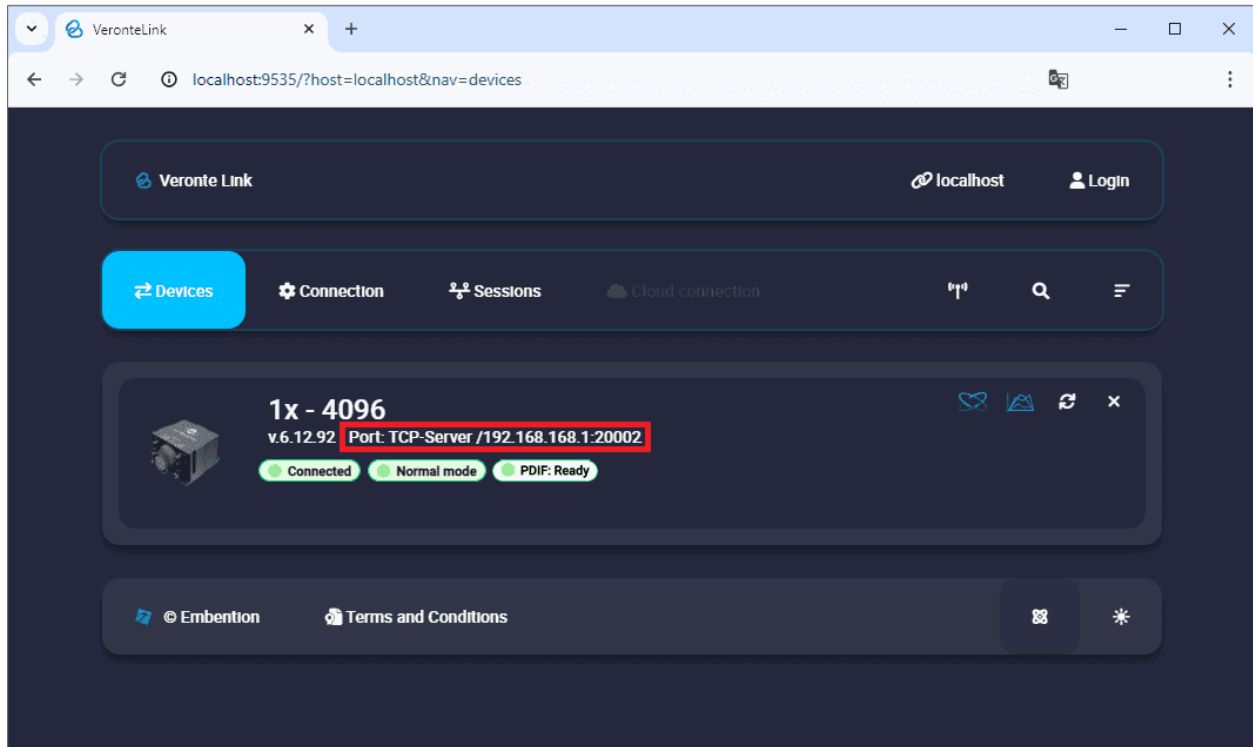 VeronteLink
localhost:9535/?host=localhost&nav=devices
Veronte Link
localhost
Login
Devices
Connection
Sessions
Cloud connection
1x - 4096
v.6.12.92 Port: TCP-Server /192.168.168.1:20002
Connected
Normal mode
PDIF: Ready
© Embention
Terms and Conditions